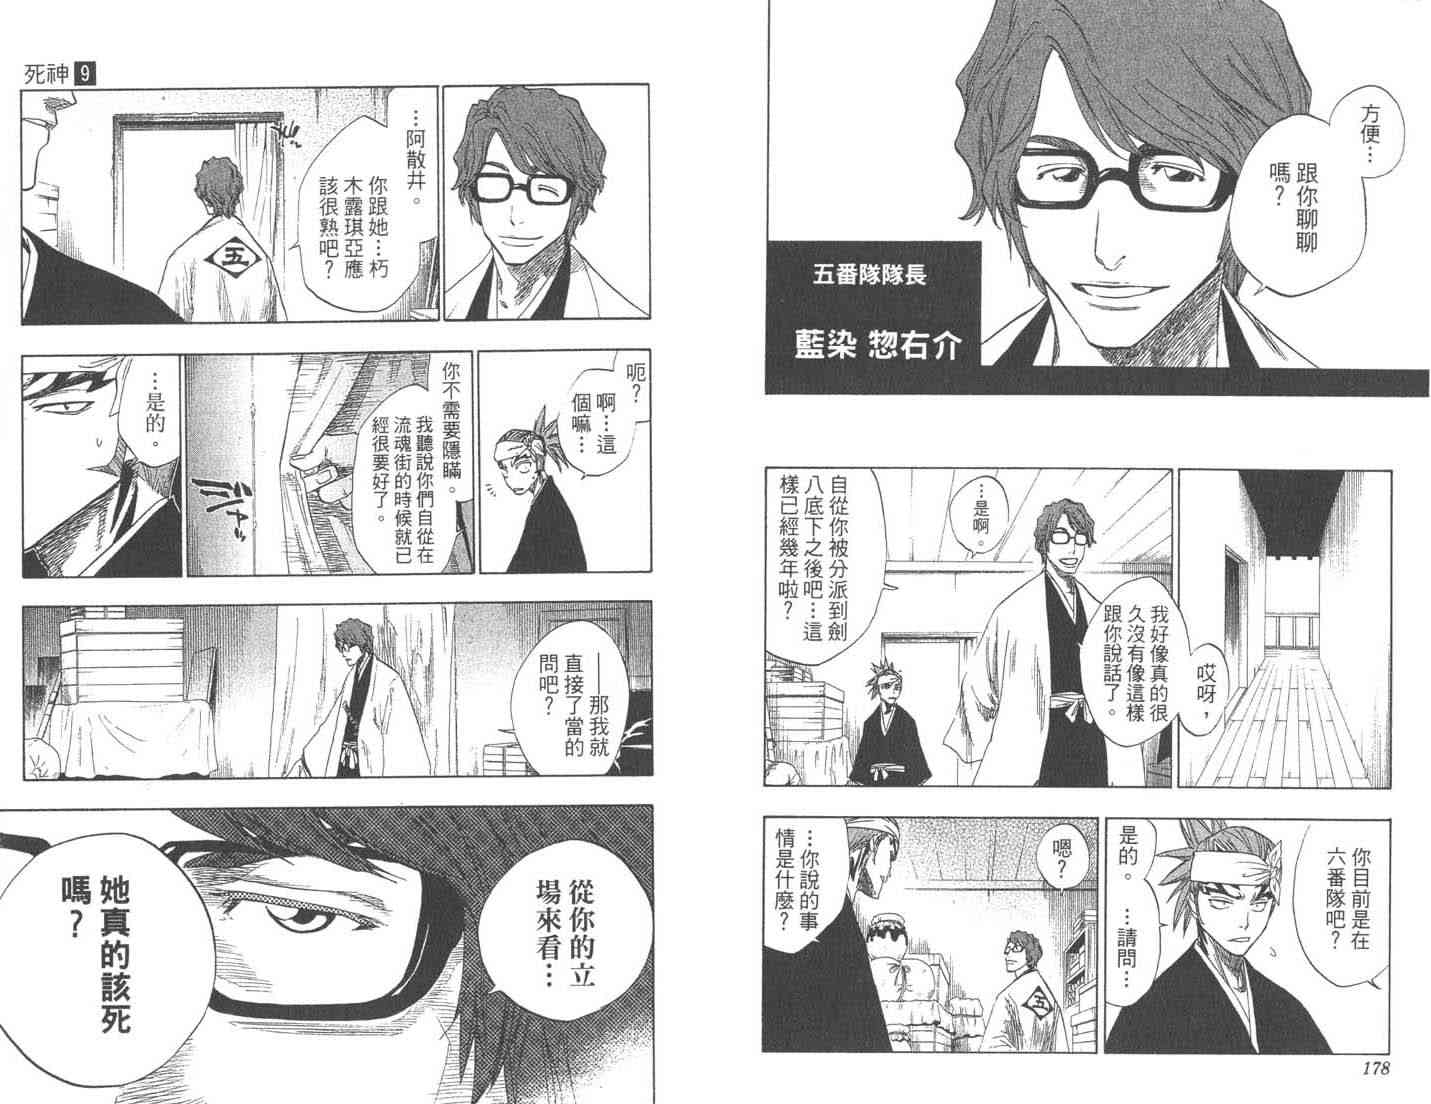 方便…
跟你聊聊
嗎?
五番隊隊長
藍染 惣右介
哎呀,
我好像真的很
久沒有像這樣
跟你說話了。
…是啊。
自從你被分派到劍
八底下之後吧…這
樣已經幾年啦?
你目前是在
六番隊吧?
是的。
…請問…
嗯?
…你說的事
情是什麼?
178
死神 9
…阿散井。
你跟她…朽
木露琪亞應
該很熟吧?
呃?
啊…這
個嘛…
你不需要隱瞞。
我聽說你們自從在
流魂街的時候就已
經很要好了。
…是的。
──那我就
直接了當的
問吧?
從你的立
場來看…
她真的該死
嗎?
五
五